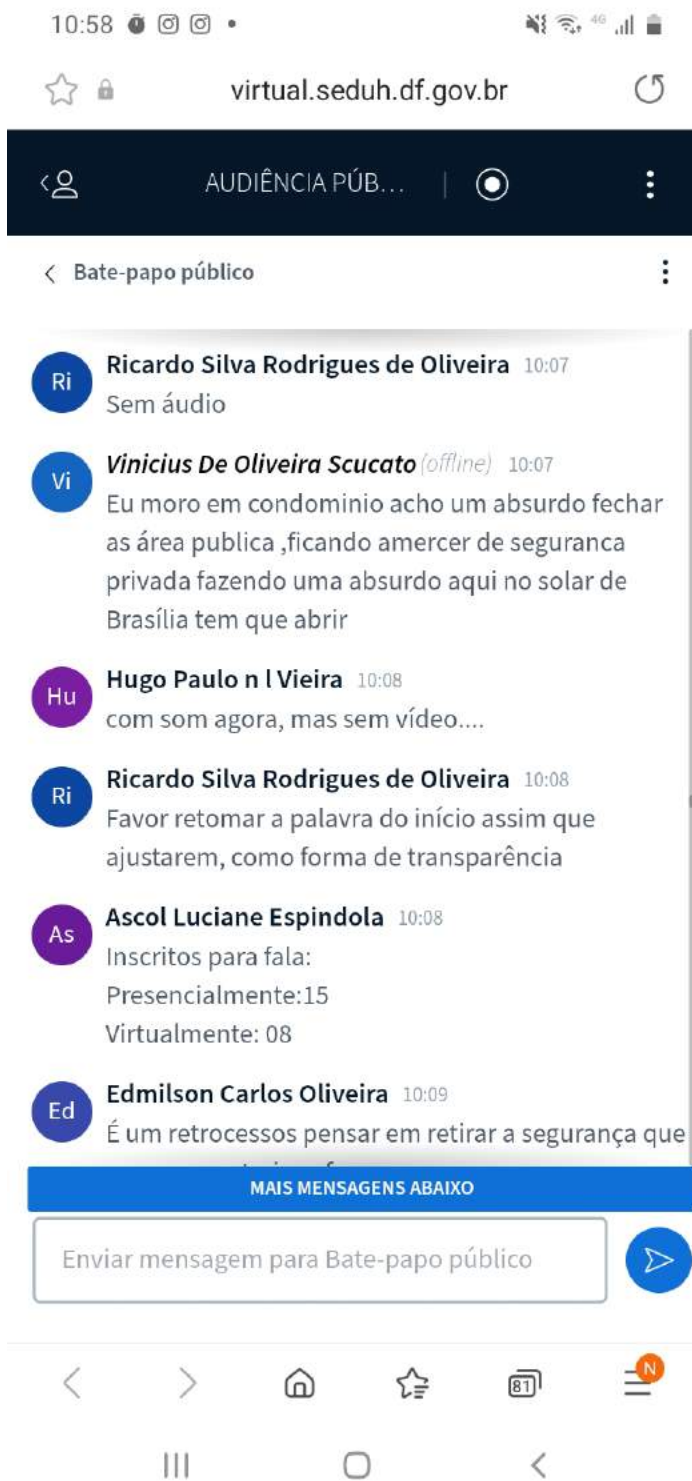 10:58
4G
virtual.seduh.df.gov.br
AUDIÊNCIA PÚB...
Bate-papo público
Ri
Ricardo Silva Rodrigues de Oliveira 10:07
Sem áudio
Vi
Vinicius De Oliveira Scucato (offline) 10:07
Eu moro em condominio acho um absurdo fechar
as área publica ,ficando amercer de seguranca
privada fazendo uma absurdo aqui no solar de
Brasília tem que abrir
Hu
Hugo Paulo n l Vieira 10:08
com som agora, mas sem vídeo....
Ri
Ricardo Silva Rodrigues de Oliveira 10:08
Favor retomar a palavra do início assim que
ajustarem, como forma de transparência
As
Ascol Luciane Espindola 10:08
Inscritos para fala:
Presencialmente:15
Virtualmente: 08
Ed
Edmilson Carlos Oliveira 10:09
É um retrocessos pensar em retirar a segurança que
MAIS MENSAGENS ABAIXO
Enviar mensagem para Bate-papo público
81
N